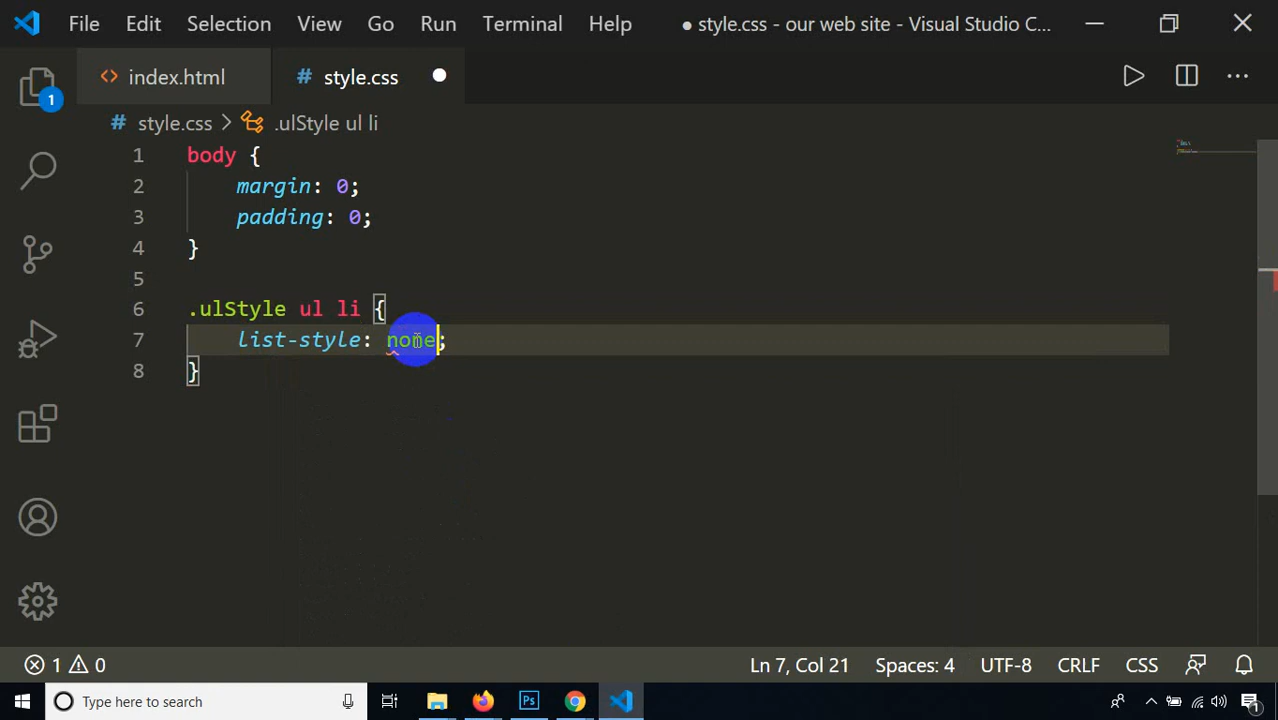 File Edit Selection View Go Run Terminal Help ● style.css - our web site - Visual Studio C...
index.html # style.css
# style.css > .ulStyle ul li
1 body {
2 margin: 0;
3 padding: 0;
4 }
5
6 .ulStyle ul li {
7 list-style: none;
8 }
1
1 0 Ln 7, Col 21 Spaces: 4 UTF-8 CRLF CSS
Type here to search Ps 1